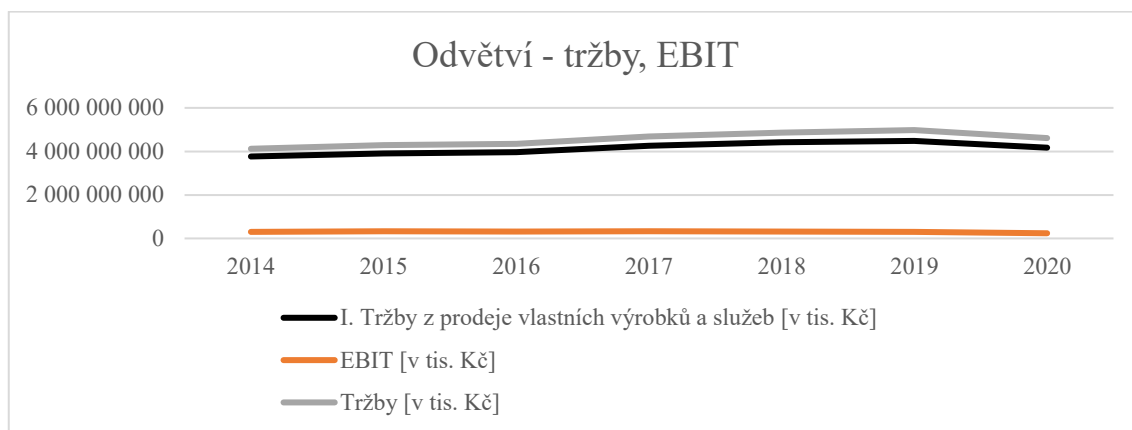 Odvětví - tržby, EBIT
6 000 000 000
4 000 000 000
2 000 000 000
0
2014 2015 2016 2017 2018 2019 2020
I. Tržby z prodeje vlastních výrobků a služeb [v tis. Kč]
EBIT [v tis. Kč]
Tržby [v tis. Kč]